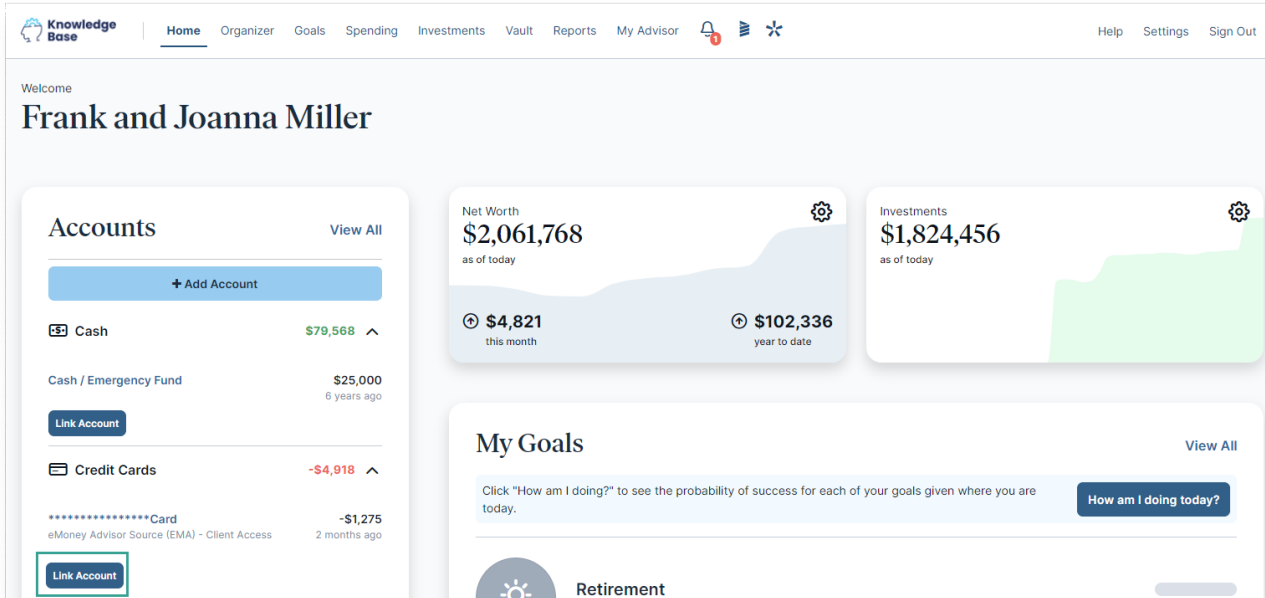 Knowledge
Base
Home
Organizer
Goals
Spending
Investments
Vault
Reports
My Advisor
1
Help
Settings
Sign Out
Welcome
Frank and Joanna Miller
Accounts
View All
+ Add Account
Cash
$79,568
Cash / Emergency Fund
$25,000
6 years ago
Link Account
Credit Cards
-$4,918
****************Card
-$1,275
eMoney Advisor Source (EMA) - Client Access
2 months ago
Link Account
Net Worth
$2,061,768
as of today
$4,821
this month
$102,336
year to date
Investments
$1,824,456
as of today
My Goals
View All
Click "How am I doing?" to see the probability of success for each of your goals given where you are
today.
How am I doing today?
Retirement